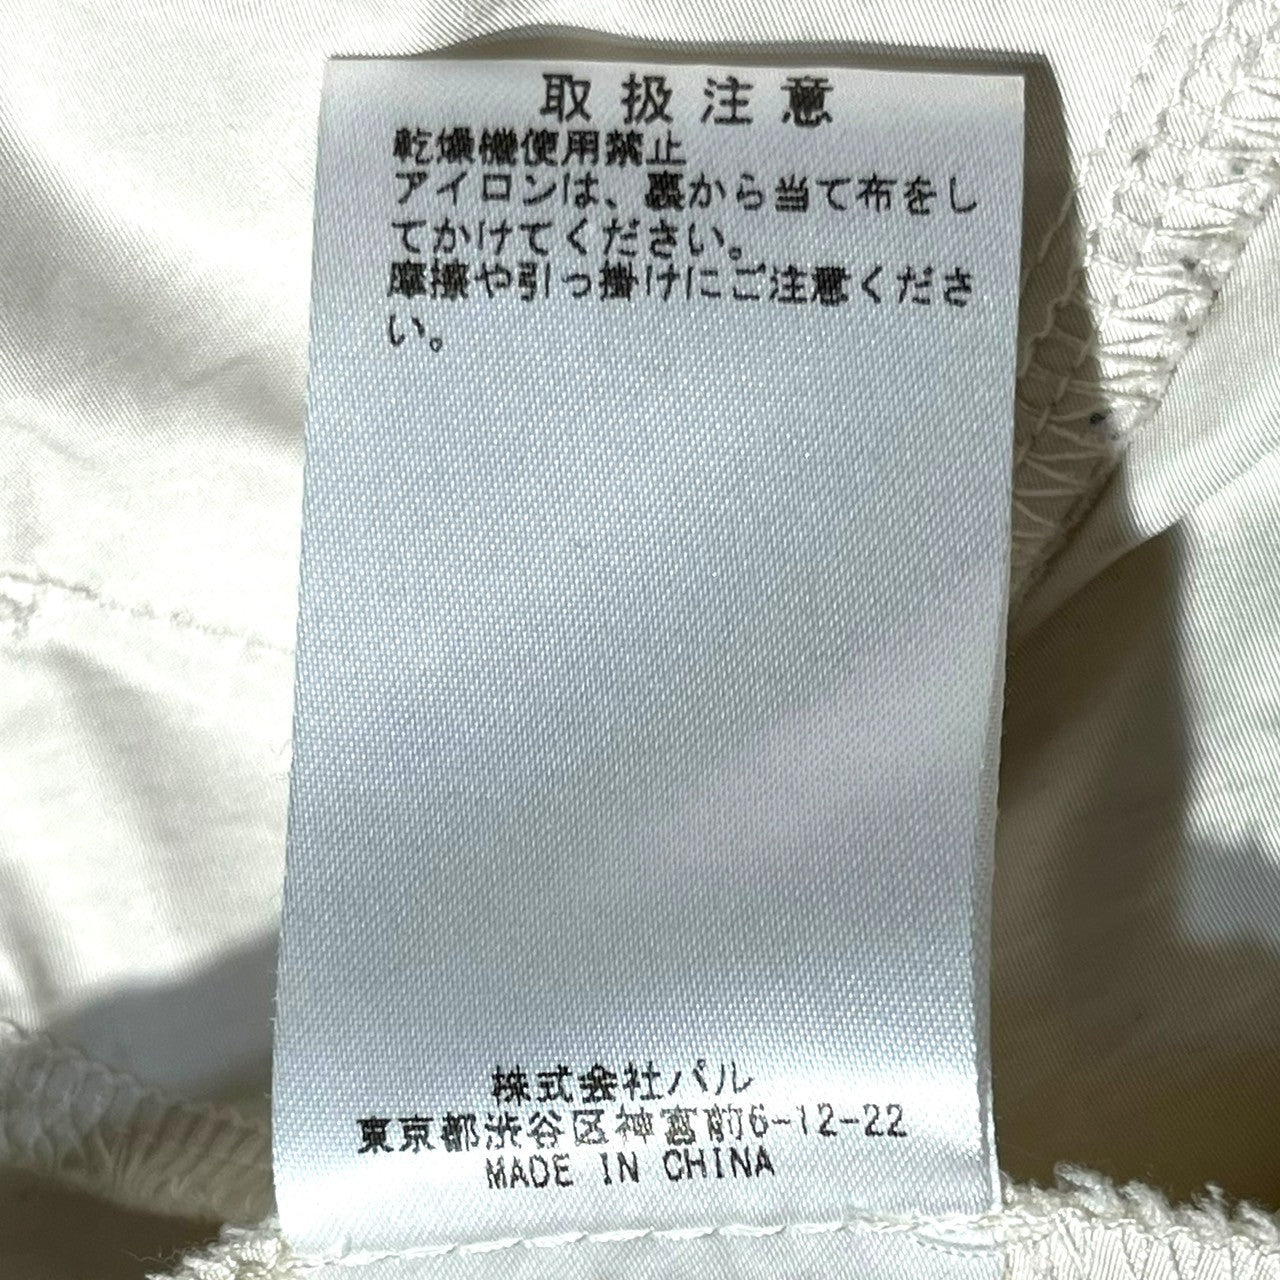 取扱注意
乾燥機使用禁止
アイロンは、裏から当て布をし
てかけてください。
摩擦や引っ掛けにご注意くださ
い。
株式会社パル
東京都渋谷区神宮前6-12-22
MADE IN CHINA